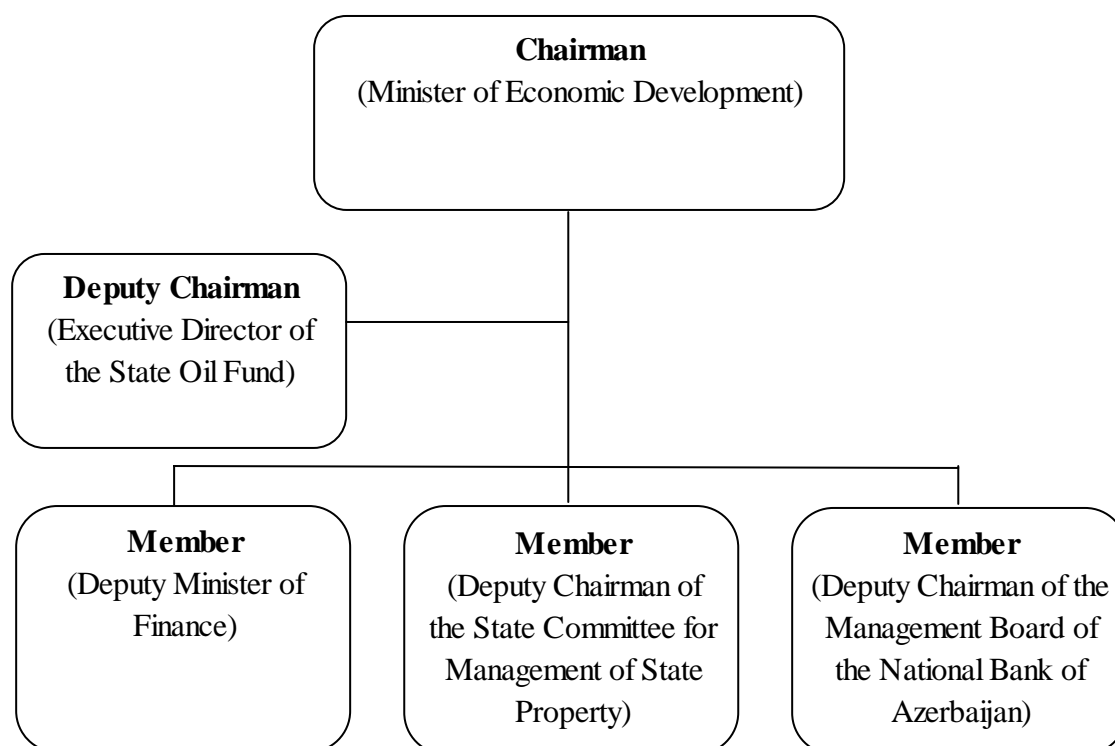 Chairman
(Minister of Economic Development)
Deputy Chairman
(Executive Director of
the State Oil Fund)
Member
(Deputy Minister of
Finance)
Member
(Deputy Chairman of
the State Committee for
Management of State
Property)
Member
(Deputy Chairman of the
Management Board of
the National Bank of
Azerbaijan)